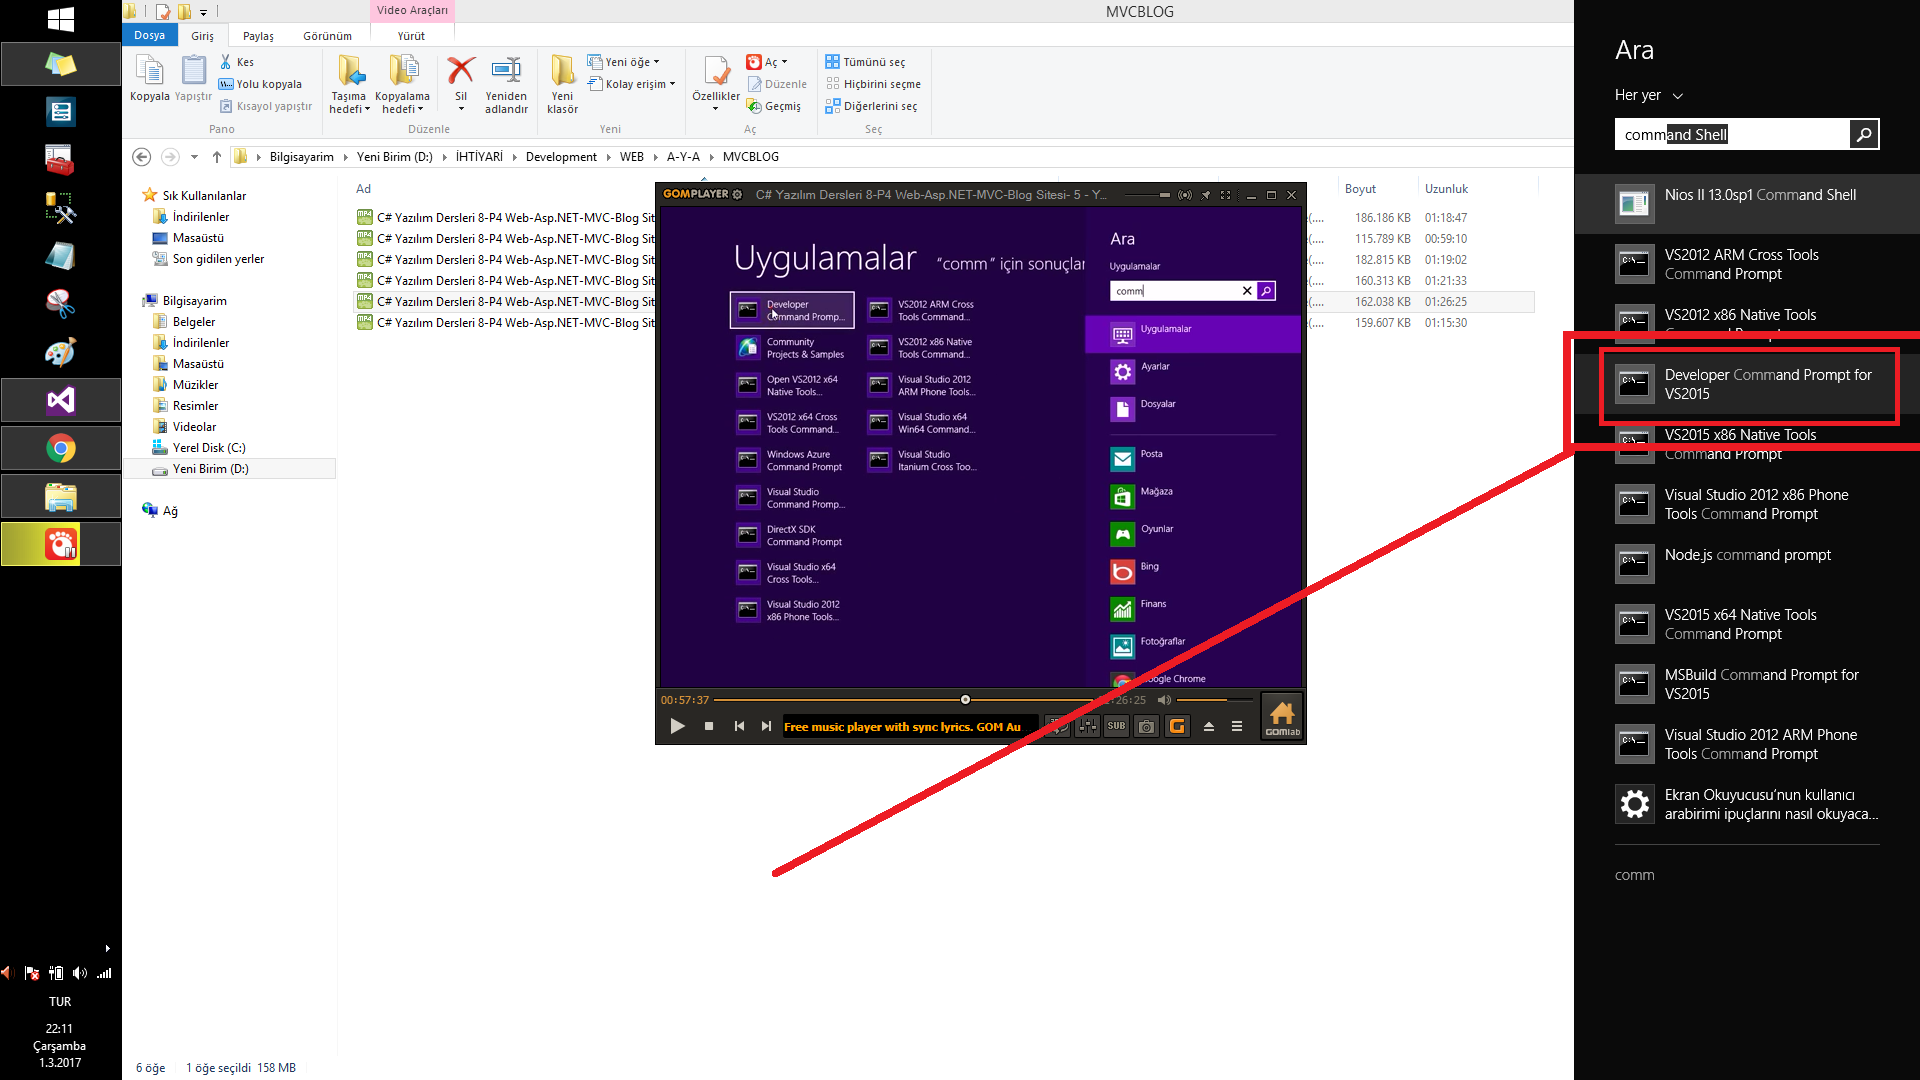 Video Araçları
MVCBLOG
Dosya
Giriş
Paylaş
Görünüm
Yürüt
Kopyala
Yapıştır
Kes
Yolu kopyala
Kısayol yapıştır
Pano
Taşıma
hedefi
Kopyalama
hedefi
Sil
Yeniden
adlandır
Düzenle
Yeni
klasör
Yeni öğe
Kolay erişim
Yeni
Özellikler
Aç
Düzenle
Geçmiş
Aç
Tümünü seç
Hiçbirini seçme
Diğerlerini seç
Seç
Bilgisayarim
Yeni Birim (D:)
İHTİYARİ
Development
WEB
A-Y-A
MVCBLOG
Sık Kullanılanlar
İndirilenler
Masaüstü
Son gidilen yerler
Bilgisayarim
Belgeler
İndirilenler
Masaüstü
Müzikler
Resimler
Videolar
Yerel Disk (C:)
Yeni Birim (D:)
Ağ
Ad
Boyut
Uzunluk
C# Yazılım Dersleri 8-P4 Web-Asp.NET-MVC-Blog Sit
e(.... 186.186 KB 01:18:47
C# Yazılım Dersleri 8-P4 Web-Asp.NET-MVC-Blog Sit
e(.... 115.789 KB 00:59:10
C# Yazılım Dersleri 8-P4 Web-Asp.NET-MVC-Blog Sit
e(.... 182.815 KB 01:19:02
C# Yazılım Dersleri 8-P4 Web-Asp.NET-MVC-Blog Sit
e(.... 160.313 KB 01:21:33
C# Yazılım Dersleri 8-P4 Web-Asp.NET-MVC-Blog Sit
e(.... 162.038 KB 01:26:25
C# Yazılım Dersleri 8-P4 Web-Asp.NET-MVC-Blog Sit
e(.... 159.607 KB 01:15:30
GOMPLAYER
C# Yazılım Dersleri 8-P4 Web-Asp.NET-MVC-Blog Sitesi- 5 - Y...
Uygulamalar
"comm" için sonuçlar
Developer
Command Promp...
Community
Projects & Samples
Open VS2012 x64
Native Tools...
VS2012 x64 Cross
Tools Command...
Windows Azure
Command Prompt
Visual Studio
Command Promp...
DirectX SDK
Command Prompt
Visual Studio x64
Cross Tools...
Visual Studio 2012
x86 Phone Tools...
VS2012 ARM Cross
Tools Command...
VS2012 x86 Native
Tools Command...
Visual Studio 2012
ARM Phone Tools...
Visual Studio x64
Win64 Command...
Visual Studio
Itanium Cross Too...
Ara
Uygulamalar
comm
Uygulamalar
Ayarlar
Dosyalar
Posta
Mağaza
Oyunlar
Bing
Finans
Fotoğraflar
Google Chrome
00:57:37
:26:25
Free music player with sync lyrics. GOM Au
SUB
GOMlab
Ara
Her yer
command Shell
Nios II 13.0sp1 Command Shell
VS2012 ARM Cross Tools
Command Prompt
VS2012 x86 Native Tools
Developer Command Prompt for
VS2015
VS2015 x86 Native Tools
Command Prompt
Visual Studio 2012 x86 Phone
Tools Command Prompt
Node.js command prompt
VS2015 x64 Native Tools
Command Prompt
MSBuild Command Prompt for
VS2015
Visual Studio 2012 ARM Phone
Tools Command Prompt
Ekran Okuyucusu'nun kullanıcı
arabirimi ipuçlarını nasıl okuyaca...
comm
TUR
22:11
Çarşamba
1.3.2017
6 öğe
1 öğe seçildi 158 MB